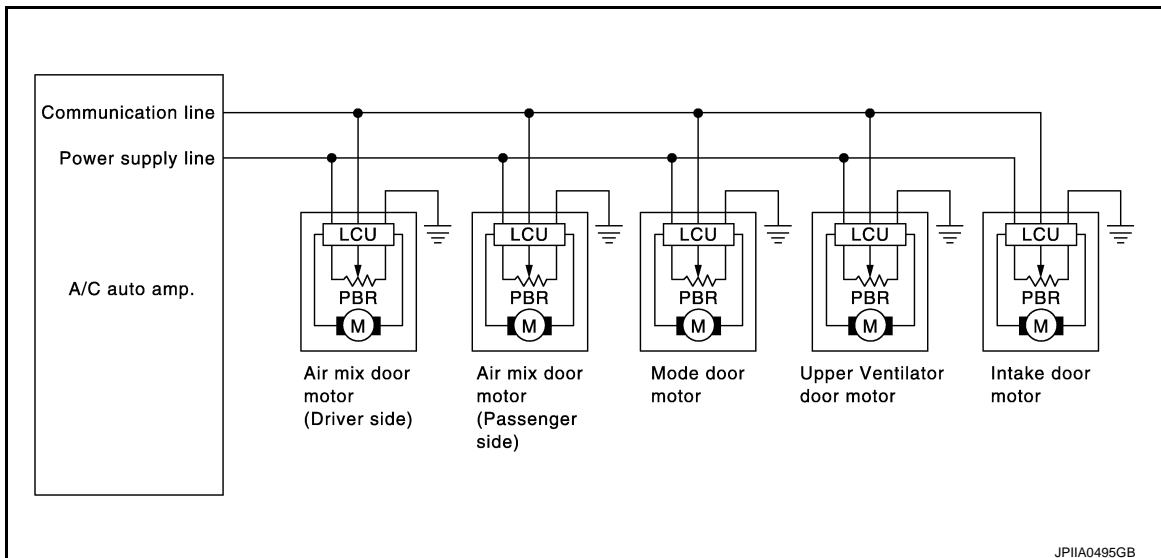 Communication line
Power supply line
A/C auto amp.
LCU
PBR
M
LCU
PBR
M
LCU
PBR
M
LCU
PBR
M
LCU
PBR
M
Air mix door
motor
(Driver side)
Air mix door
motor
(Passenger
side)
Mode door
motor
Upper Ventilator
door motor
Intake door
motor
JPIIA0495GB